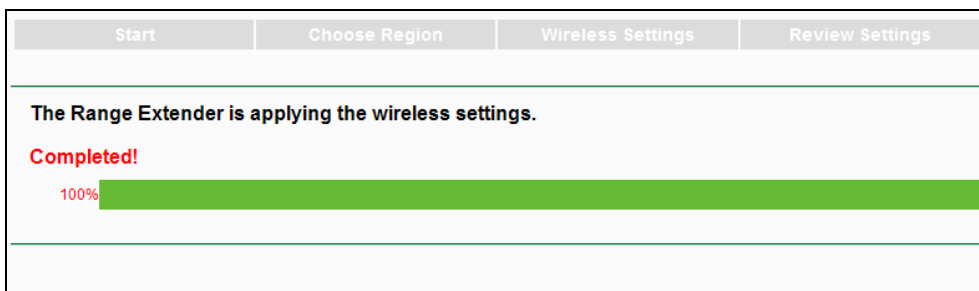 Start Choose Region Wireless Settings Review Settings
The Range Extender is applying the wireless settings.
Completed!
100%